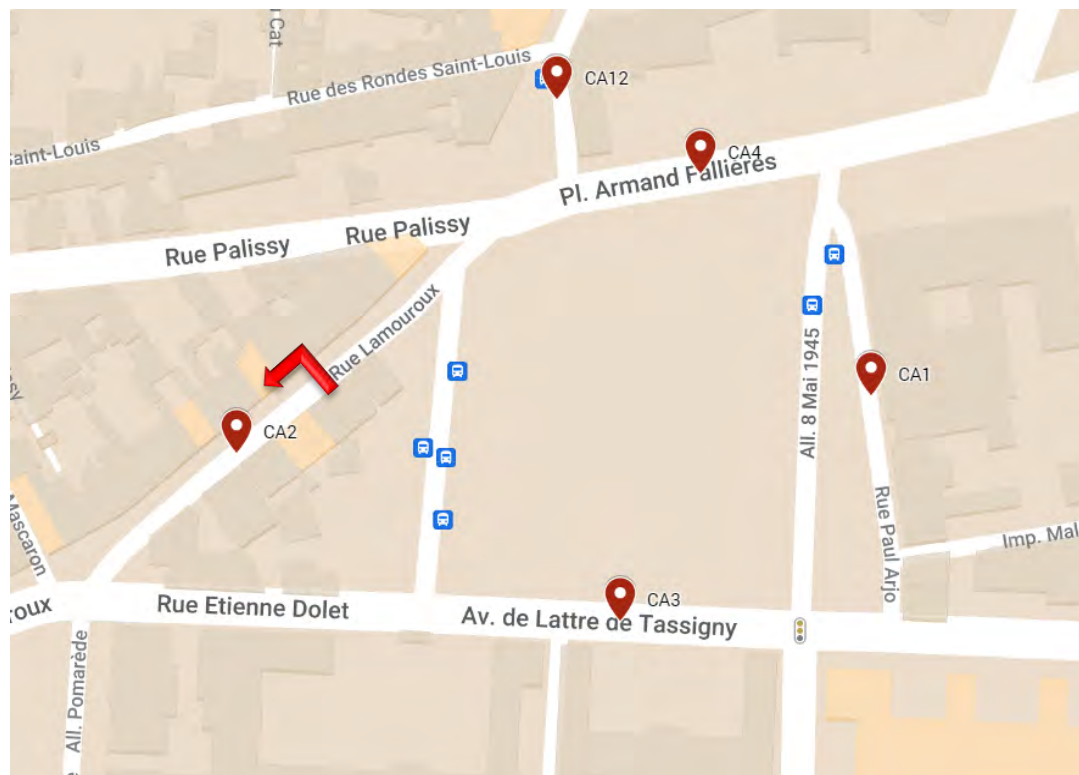 Cat
Rue des Rondes Saint-Louis
CA12
Saint-Louis
CA4
Pl. Armand Fallières
Rue Palissy
Rue Palissy
Rue Lamouroux
CA2
All. 8 Mai 1945
CA1
Rue Paul Arjo
Imp. Mal
Mascaron
roux
Rue Etienne Dolet
CA3
Av. de Lattre de Tassigny
All. Pomarède